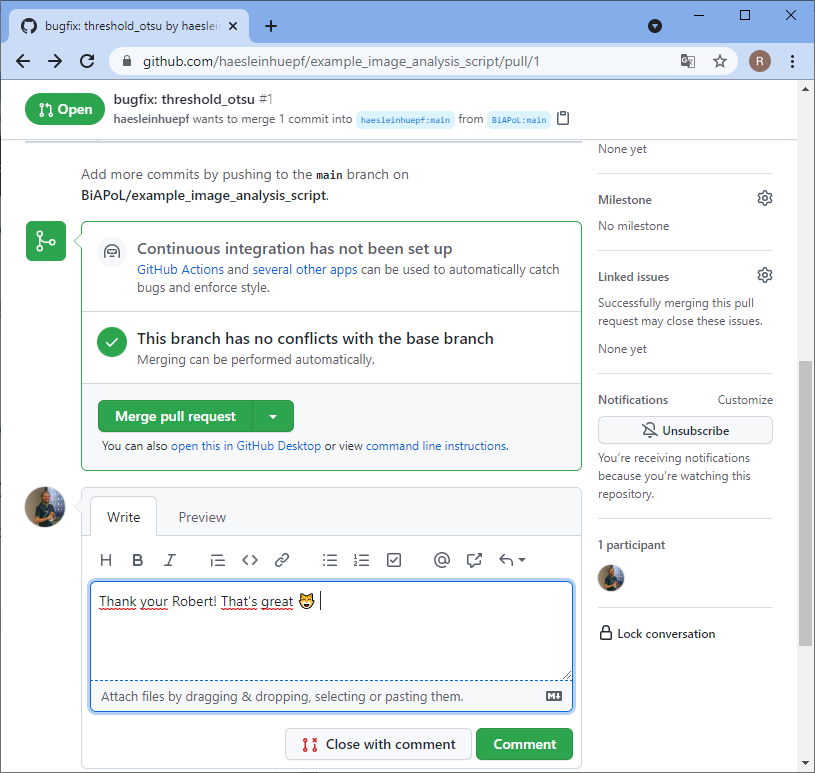 bugfix: threshold_otsu by haeslei
github.com/haesleinhuepf/example_image_analysis_script/pull/1
R
Open
bugfix: threshold_otsu #1
haesleinhuepf wants to merge 1 commit into haesleinhuepf:main from BiAPoL:main
Add more commits by pushing to the main branch on
BiAPoL/example_image_analysis_script.
Continuous integration has not been set up
GitHub Actions and several other apps can be used to automatically catch
bugs and enforce style.
This branch has no conflicts with the base branch
Merging can be performed automatically.
Merge pull request
You can also open this in GitHub Desktop or view command line instructions.
Write Preview
H B I
Thank your Robert! That's great 😸
Attach files by dragging & dropping, selecting or pasting them.
Close with comment Comment
None yet
Milestone
No milestone
Linked issues
Successfully merging this pull
request may close these issues.
None yet
Notifications Customize
Unsubscribe
You're receiving notifications
because you're watching this
repository.
1 participant
Lock conversation